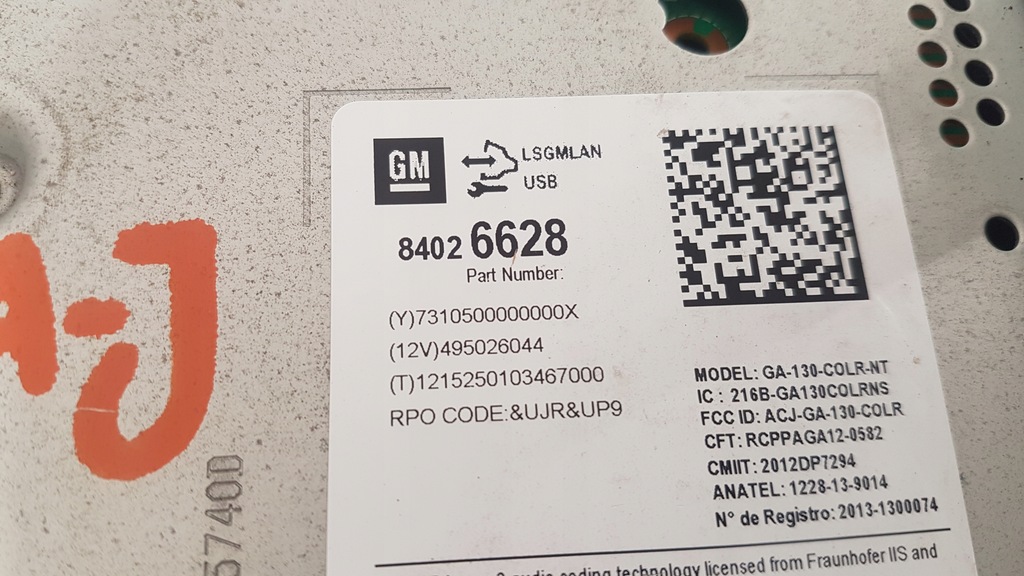 GM
LSGMLAN
USB
8402 6628
Part Number:
(Y)7310500000000X
(12V)495026044
(T)1215250103467000
RPO CODE:&UJR&UP9
MODEL: GA-130-COLR-NT
IC : 216B-GA130COLRNS
FCC ID: ACJ-GA-130-COLR
CFT: RCPPAGA12-0582
CMIIT: 2012DP7294
ANATEL: 1228-13-9014
N° de Registro: 2013-1300074
audio coding technology licensed from Fraunhofer IIS and
A-J
5740D